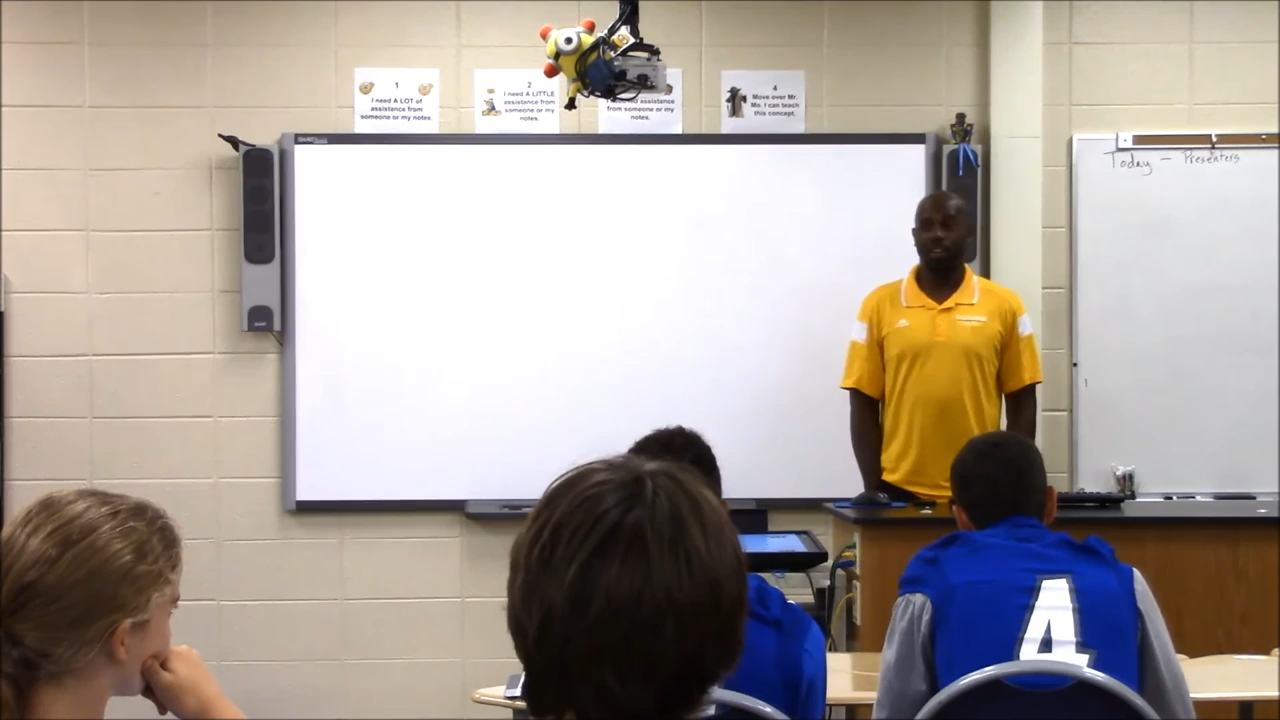 1
I need A LOT of
assistance from
someone or my notes.
2
I need A LITTLE
assistance from
someone or my notes.
assistance
from someone or my
notes.
4
Move over Mr.
Mo. I can teach
this concept.
SMART
Today - Presenters
4